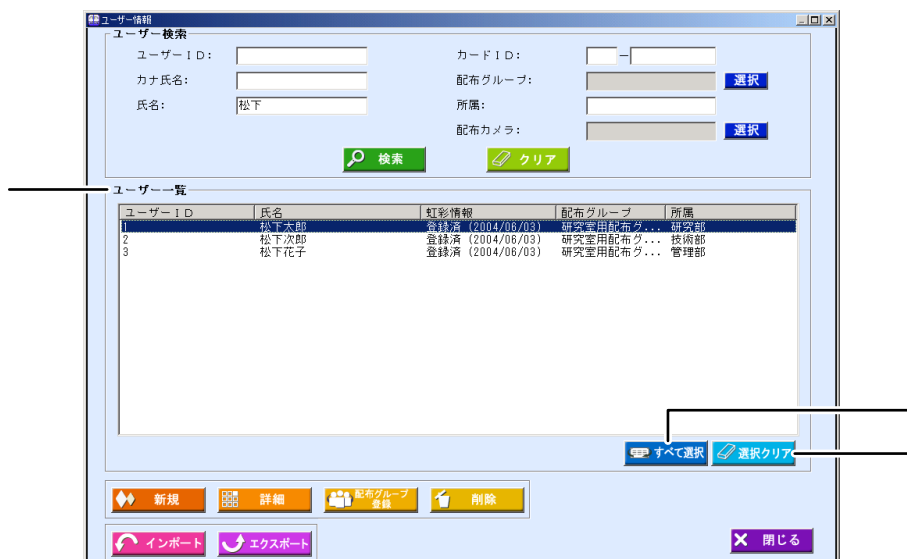 ユーザー情報
ユーザー検索
ユーザーID:
カードID: –
カナ氏名:
配布グループ: 選択
氏名: 松下
所属:
配布カメラ: 選択
検索 クリア
ユーザー一覧
ユーザーID 氏名 虹彩情報 配布グループ 所属
1 松下太郎 登録済 (2004/06/03) 研究室用配布グ... 研究部
2 松下次郎 登録済 (2004/06/03) 研究室用配布グ... 技術部
3 松下花子 登録済 (2004/06/03) 研究室用配布グ... 管理部
すべて選択 選択クリア
新規 詳細 配布グループ
登録
削除
インポート エクスポート 閉じる